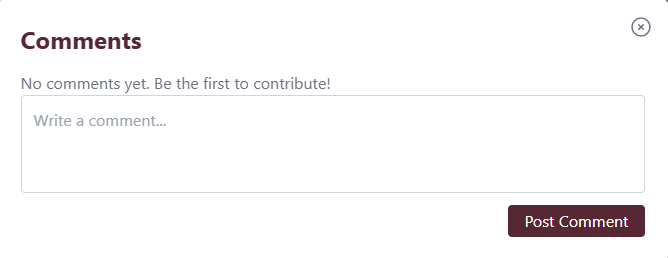 Comments
No comments yet. Be the first to contribute!
Write a comment...
Post Comment